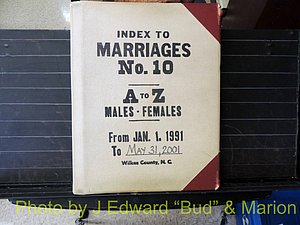 INDEX TO
MARRIAGES
No. 10
A TO Z
MALES - FEMALES
From JAN. 1. 1991
To MAY 31, 2001
Wilkes County, N. C.
Photo by J Edward “Bud” & Marion